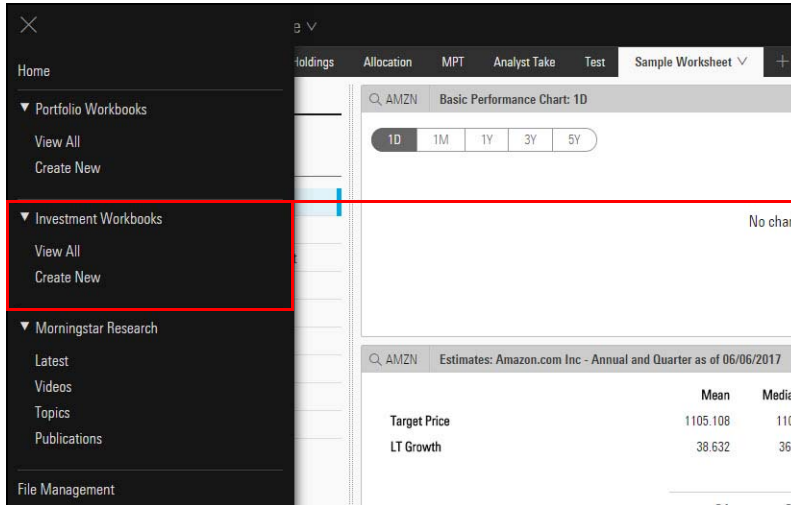 Home
Portfolio Workbooks
View All
Create New
Investment Workbooks
View All
Create New
Morningstar Research
Latest
Videos
Topics
Publications
File Management
Holdings Allocation MPT Analyst Take Test Sample Worksheet
AMZN Basic Performance Chart: 1D
1D 1M 1Y 3Y 5Y
No
AMZN Estimates: Amazon.com Inc - Annual and Quarter as of 06/06/2017
Mean
Target Price 1105.108
LT Growth 38.632